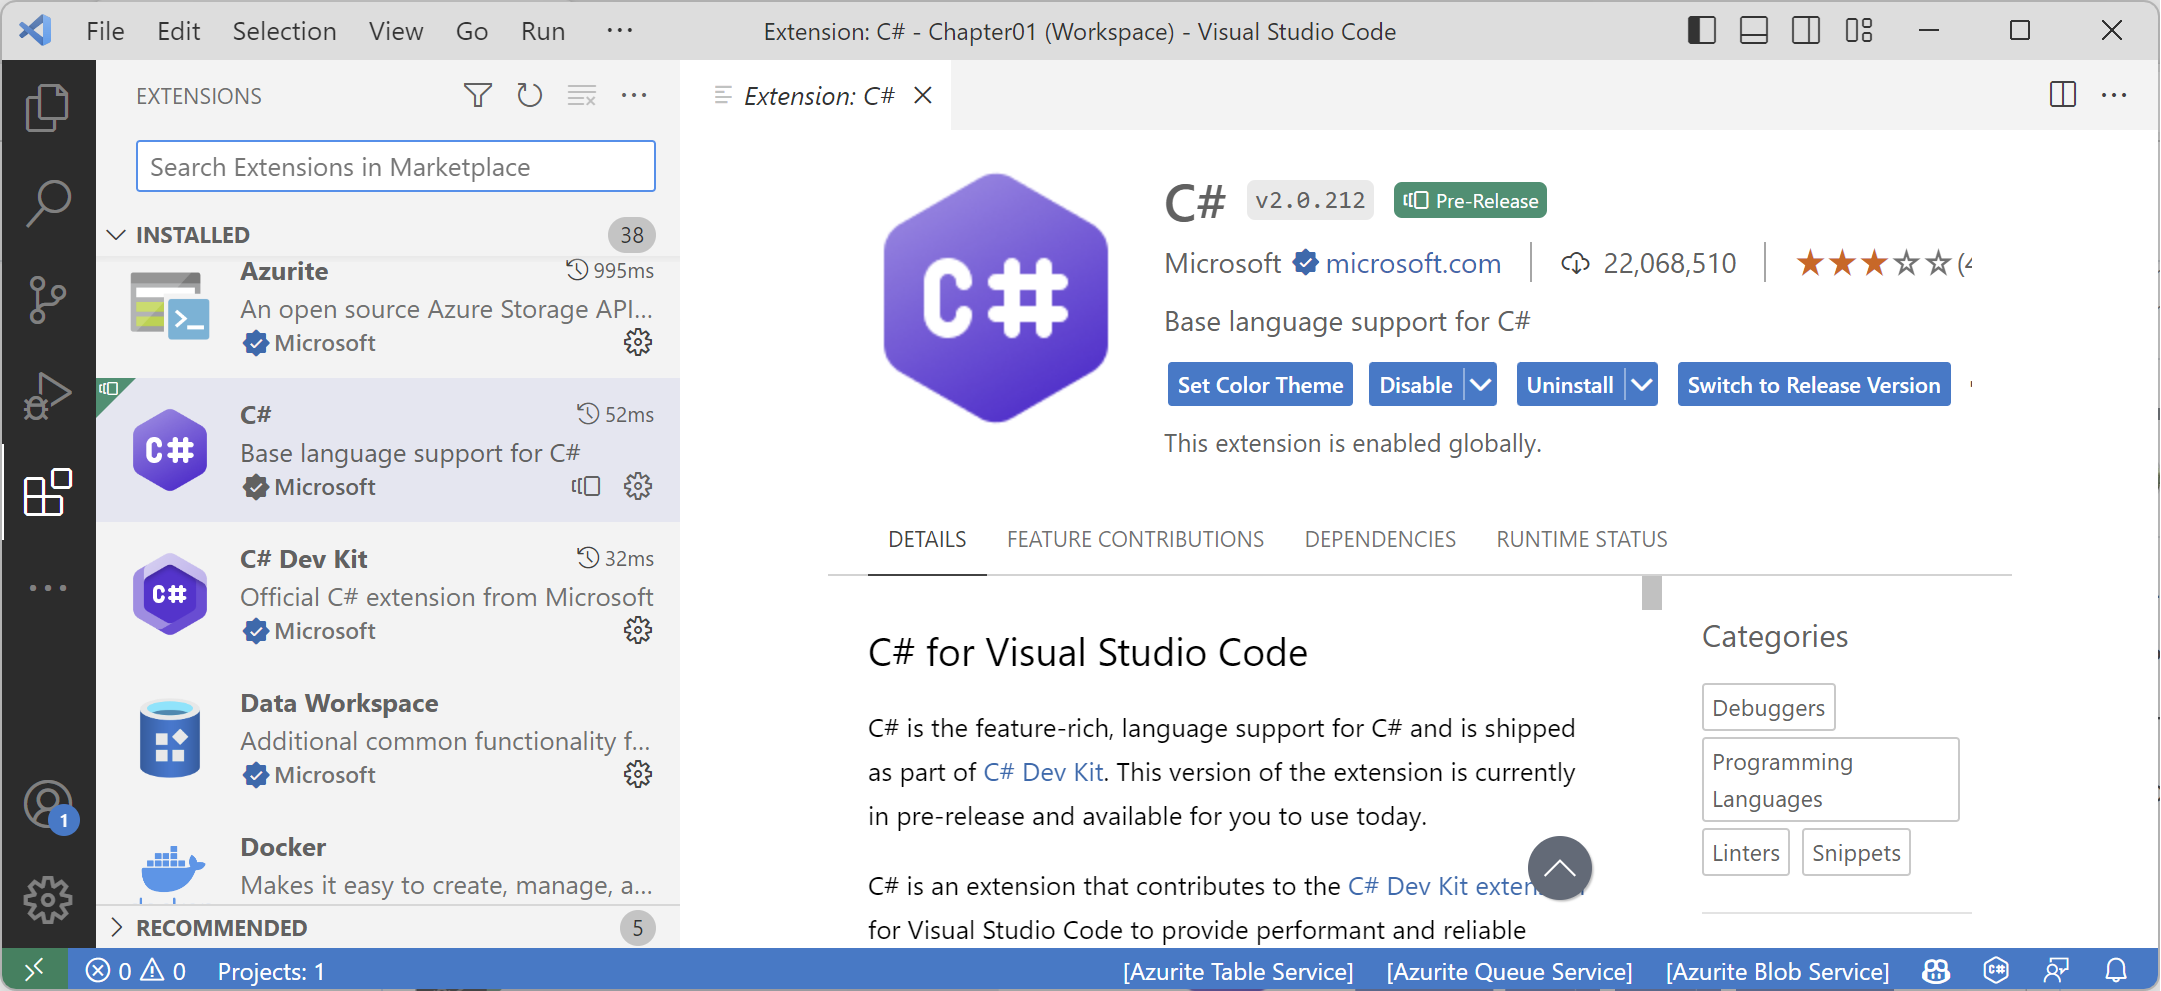 File Edit Selection View Go Run ···
Extension: C# - Chapter01 (Workspace) - Visual Studio Code
EXTENSIONS
Search Extensions in Marketplace
INSTALLED 38
Azurite 995ms
An open source Azure Storage API...
Microsoft
C# 52ms
Base language support for C#
Microsoft
C# Dev Kit 32ms
Official C# extension from Microsoft
Microsoft
Data Workspace
Additional common functionality f...
Microsoft
Docker
Makes it easy to create, manage, a...
RECOMMENDED 5
1
Extension: C#
C#
C# v2.0.212 Pre-Release
Microsoft microsoft.com 22,068,510 (4
Base language support for C#
Set Color Theme Disable Uninstall Switch to Release Version
This extension is enabled globally.
DETAILS FEATURE CONTRIBUTIONS DEPENDENCIES RUNTIME STATUS
C# for Visual Studio Code
C# is the feature-rich, language support for C# and is shipped
as part of C# Dev Kit. This version of the extension is currently
in pre-release and available for you to use today.
C# is an extension that contributes to the C# Dev Kit
for Visual Studio Code to provide performant and reliable
Categories
Debuggers
Programming
Languages
Linters Snippets
0 0 Projects: 1
[Azurite Table Service] [Azurite Queue Service] [Azurite Blob Service]